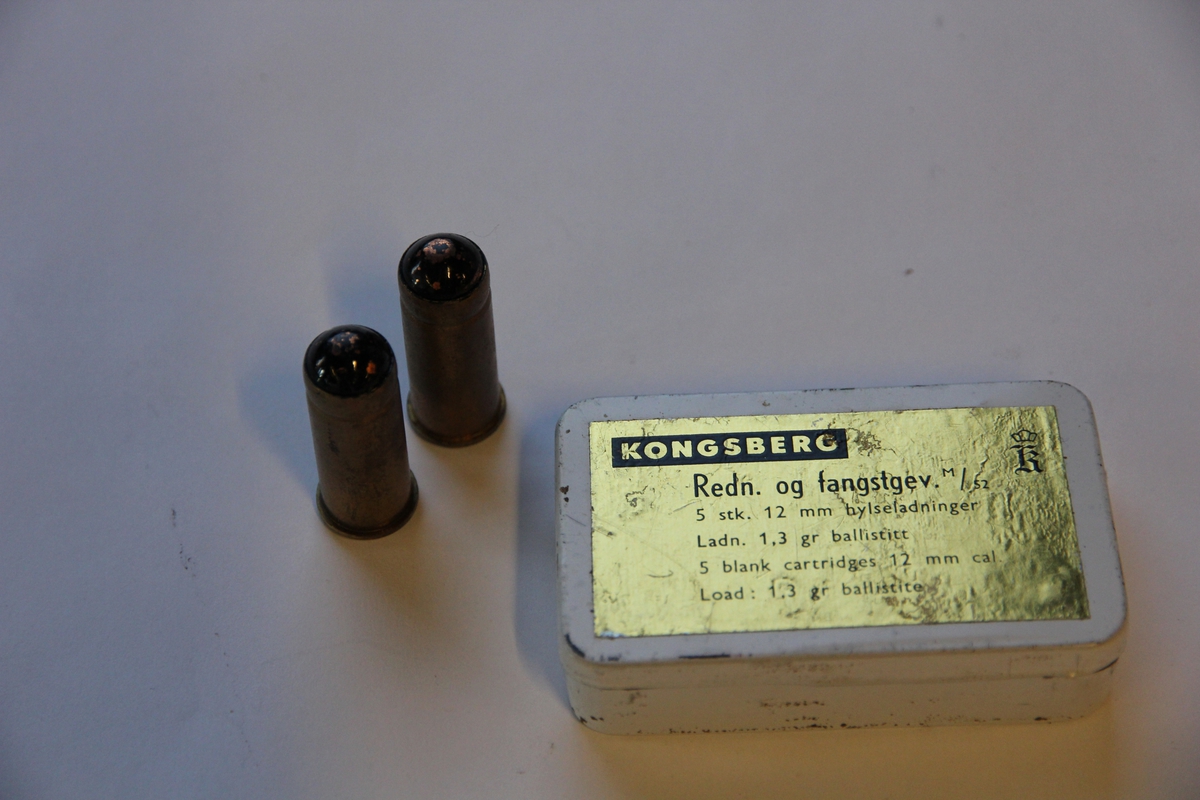 KONGSBERG
K
Redn. og fangstgev. M/52
5 stk. 12 mm hylseladninger
Ladn. 1,3 gr ballistitt
5 blank cartridges 12 mm cal
Load: 1,3 gr ballistite